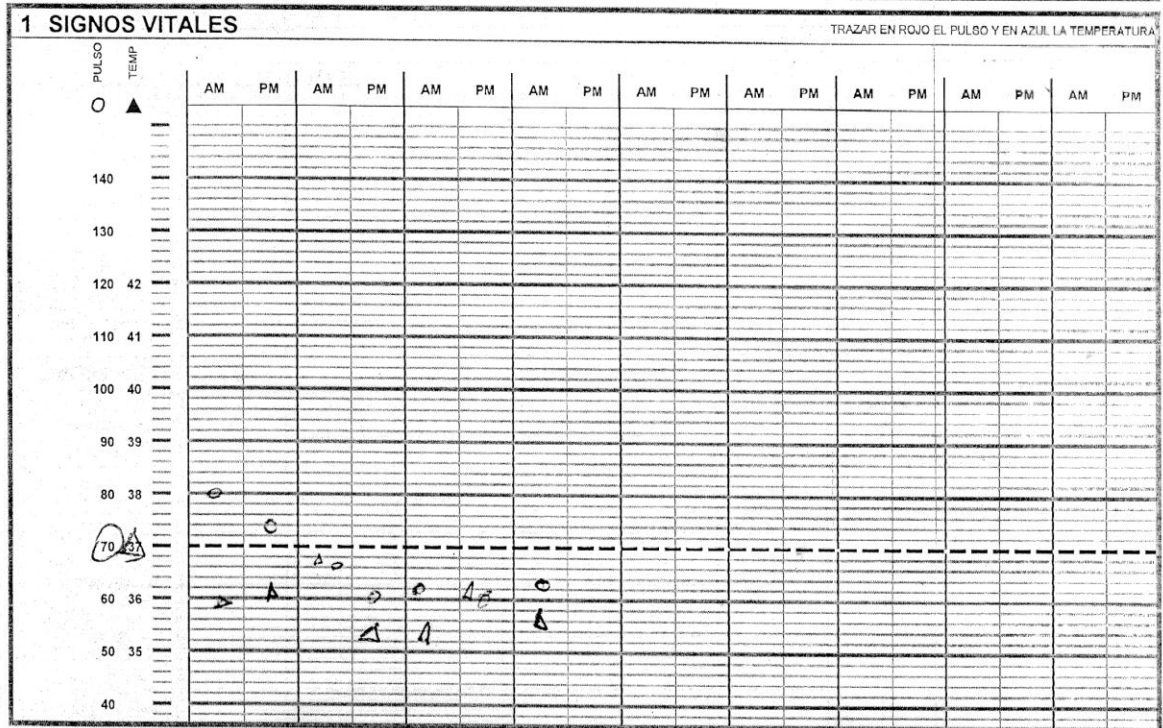 1 SIGNOS VITALES
TRAZAR EN ROJO EL PULSO Y EN AZUL LA TEMPERATURA
PULSO TEMP
AM PM AM PM AM PM AM PM AM PM AM PM AM PM AM PM AM PM
140
130
120 42
110 41
100 40
90 39
80 38
70 37
60 36
50 35
40